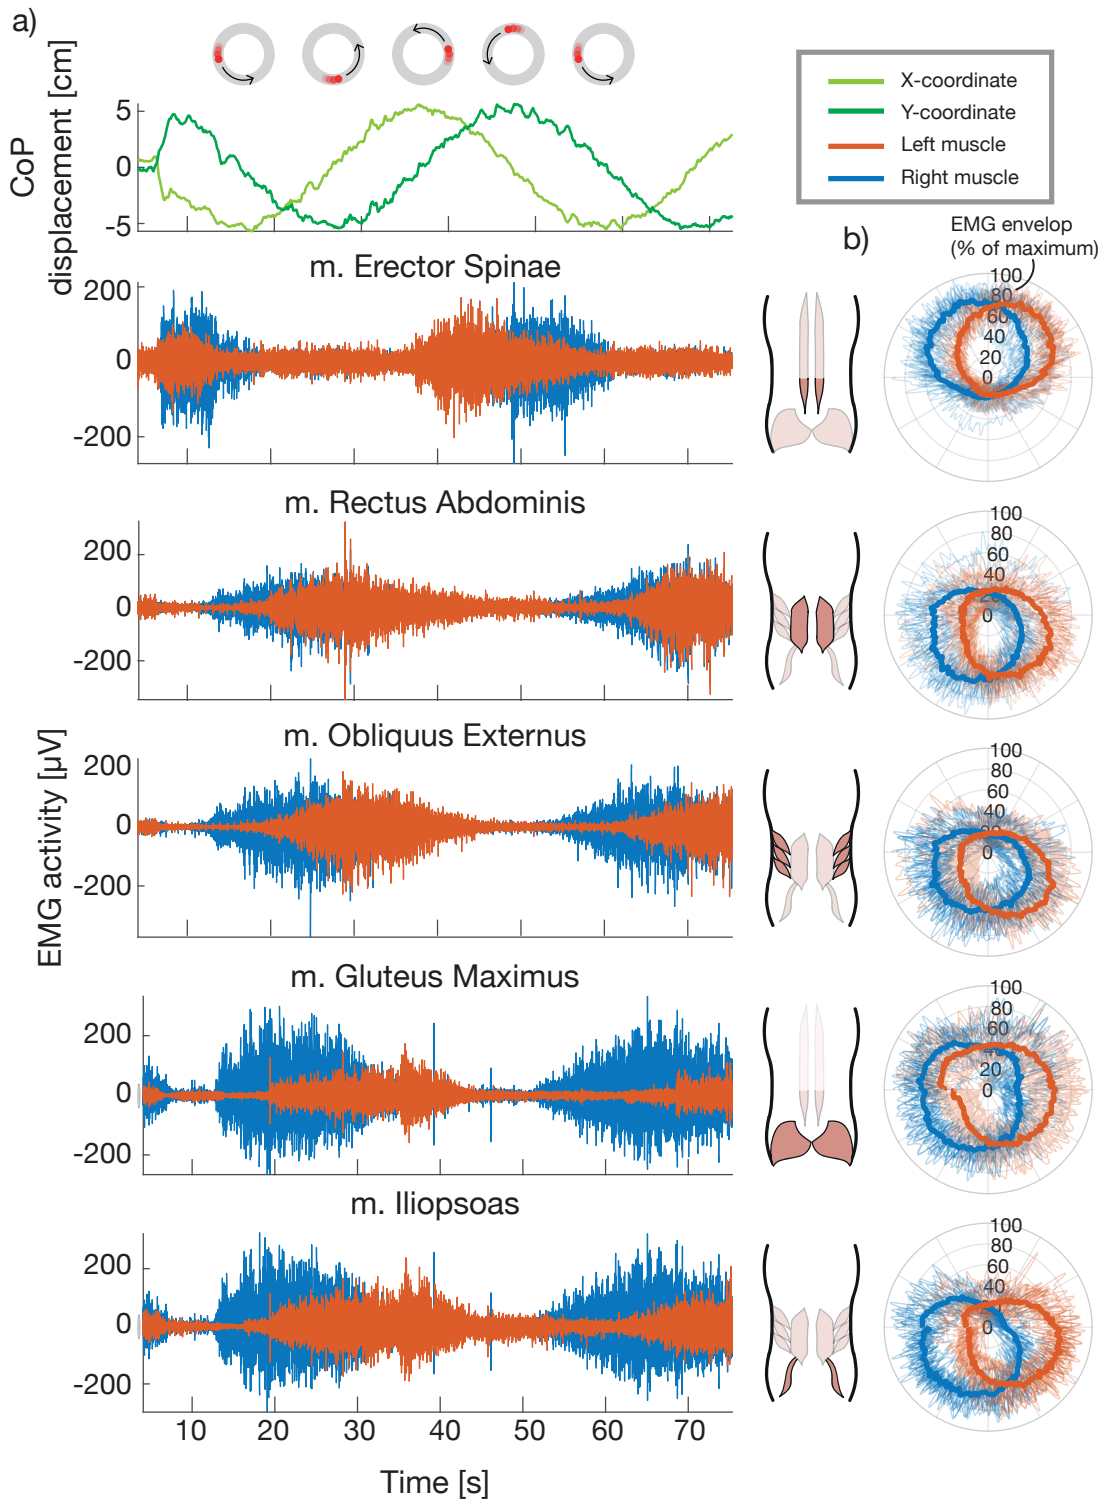 a)
CoP
displacement [cm]
5
0
-5
X-coordinate
Y-coordinate
Left muscle
Right muscle
b)
EMG envelop
(% of maximum)
m. Erector Spinae
200
0
-200
100
80
60
40
20
0
m. Rectus Abdominis
200
0
-200
100
80
60
40
20
0
EMG activity [µV]
m. Obliquus Externus
200
0
-200
100
80
60
40
20
0
m. Gluteus Maximus
200
0
-200
100
80
60
40
20
0
m. Iliopsoas
200
0
-200
100
80
60
40
20
0
10 20 30 40 50 60 70
Time [s]